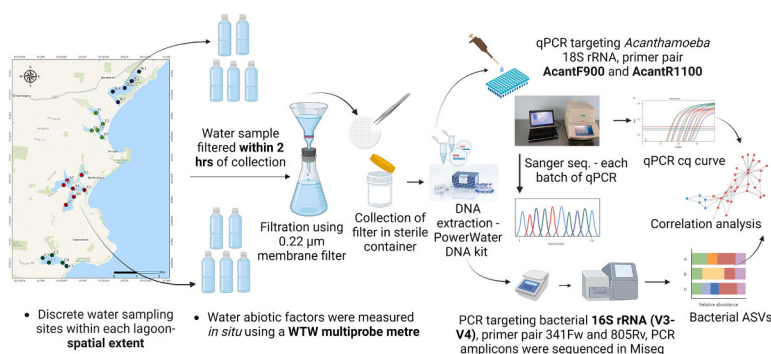 qPCR targeting Acanthamoeba
18S rRNA, primer pair
AcantF900 and AcantR1100
Water sample
filtered within 2
hrs of collection
Filtration using
0.22 µm
membrane filter
Collection of
filter in sterile
container
DNA
extraction -
PowerWater
DNA kit
Sanger seq. - each
batch of qPCR
qPCR cq curve
Correlation analysis
A
B
Relative abundance
Bacterial ASVs
• Discrete water sampling
sites within each lagoon-
spatial extent
• Water abiotic factors were measured
in situ using a WTW multiprobe metre
PCR targeting bacterial 16S rRNA (V3-
V4), primer pair 341Fw and 805Rv, PCR
amplicons were sequenced in Miseq